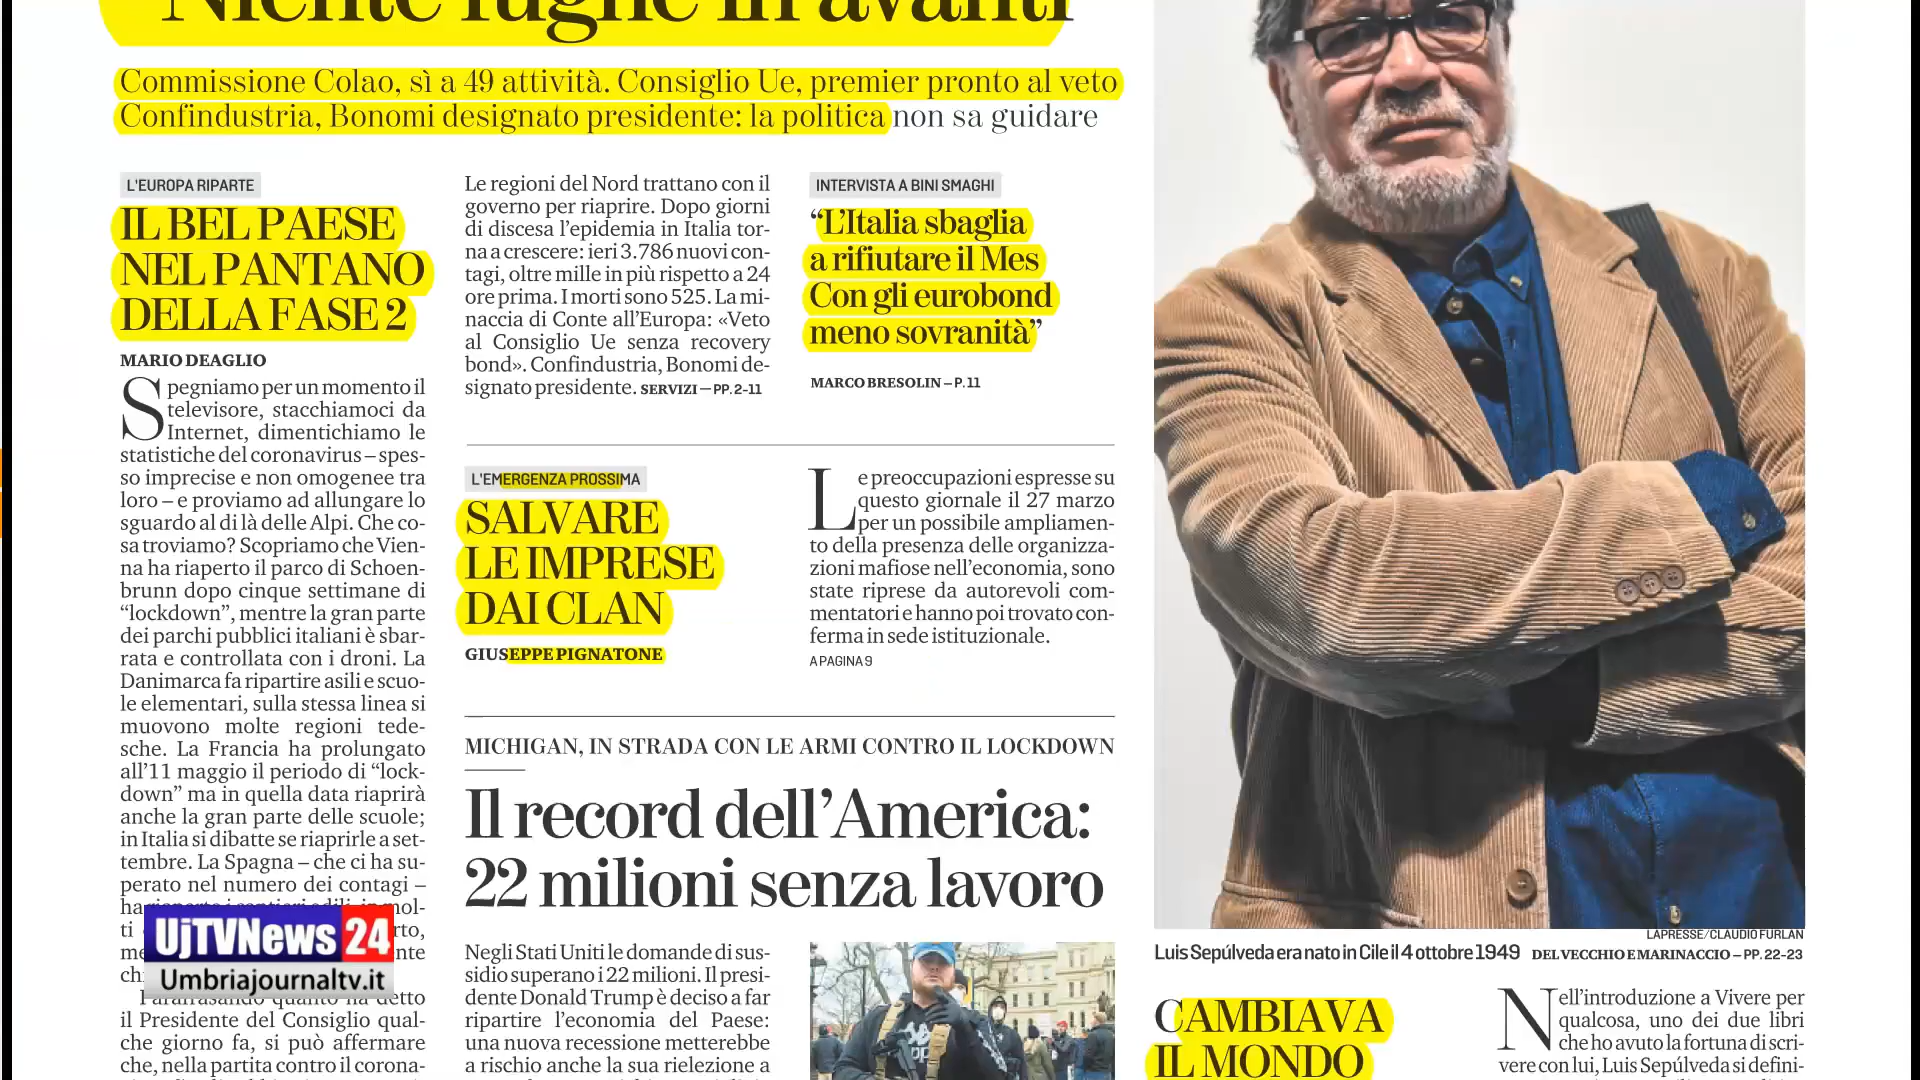 Niente fughe in avanti
Commissione Colao, sì a 49 attività. Consiglio Ue, premier pronto al veto
Confindustria, Bonomi designato presidente: la politica non sa guidare
L'EUROPA RIPARTE
IL BEL PAESE
NEL PANTANO
DELLA FASE 2
MARIO DEAGLIO
Spegniamo per un momento il
televisore, stacchiamoci da
Internet, dimentichiamo le
statistiche del coronavirus – spes-
so imprecise e non omogenee tra
loro – e proviamo ad allungare lo
sguardo al di là delle Alpi. Che co-
sa troviamo? Scopriamo che Vien-
na ha riaperto il parco di Schoen-
brunn dopo cinque settimane di
“lockdown”, mentre la gran parte
dei parchi pubblici italiani è sbar-
rata e controllata con i droni. La
Danimarca fa ripartire asili e scuo-
le elementari, sulla stessa linea si
muovono molte regioni tede-
sche. La Francia ha prolungato
all’11 maggio il periodo di “lock-
down” ma in quella data riaprirà
anche la gran parte delle scuole;
in Italia si dibatte se riaprirle a set-
tembre. La Spagna – che ci ha su-
perato nel numero dei contagi –
ha riaperto i cantieri edili, in mol-
ti
Parafrasando quanto ha detto
il Presidente del Consiglio qual-
che giorno fa, si può affermare
che, nella partita contro il corona-
Le regioni del Nord trattano con il
governo per riaprire. Dopo giorni
di discesa l’epidemia in Italia tor-
na a crescere: ieri 3.786 nuovi con-
tagi, oltre mille in più rispetto a 24
ore prima. I morti sono 525. La mi-
naccia di Conte all’Europa: «Veto
al Consiglio Ue senza recovery
bond». Confindustria, Bonomi de-
signato presidente. SERVIZI – PP. 2-11
INTERVISTA A BINI SMAGHI
“L’Italia sbaglia
a rifiutare il Mes
Con gli eurobond
meno sovranità”
MARCO BRESOLIN – P. 11
L'EMERGENZA PROSSIMA
SALVARE
LE IMPRESE
DAI CLAN
GIUSEPPE PIGNATONE
Le preoccupazioni espresse su
questo giornale il 27 marzo
per un possibile ampliamen-
to della presenza delle organizza-
zioni mafiose nell’economia, sono
state riprese da autorevoli com-
mentatori e hanno poi trovato con-
ferma in sede istituzionale.
A PAGINA 9
MICHIGAN, IN STRADA CON LE ARMI CONTRO IL LOCKDOWN
Il record dell’America:
22 milioni senza lavoro
Negli Stati Uniti le domande di sus-
sidio superano i 22 milioni. Il presi-
dente Donald Trump è deciso a far
ripartire l’economia del Paese:
una nuova recessione metterebbe
a rischio anche la sua rielezione a
LAPRESSE/CLAUDIO FURLAN
Luis Sepúlveda era nato in Cile il 4 ottobre 1949 DEL VECCHIO E MARINACCIO – PP. 22-23
CAMBIAVA
IL MONDO
Nell’introduzione a Vivere per
qualcosa, uno dei due libri
che ho avuto la fortuna di scri-
vere con lui, Luis Sepúlveda si defini-
UjTVNews 24
Umbriajournaltv.it